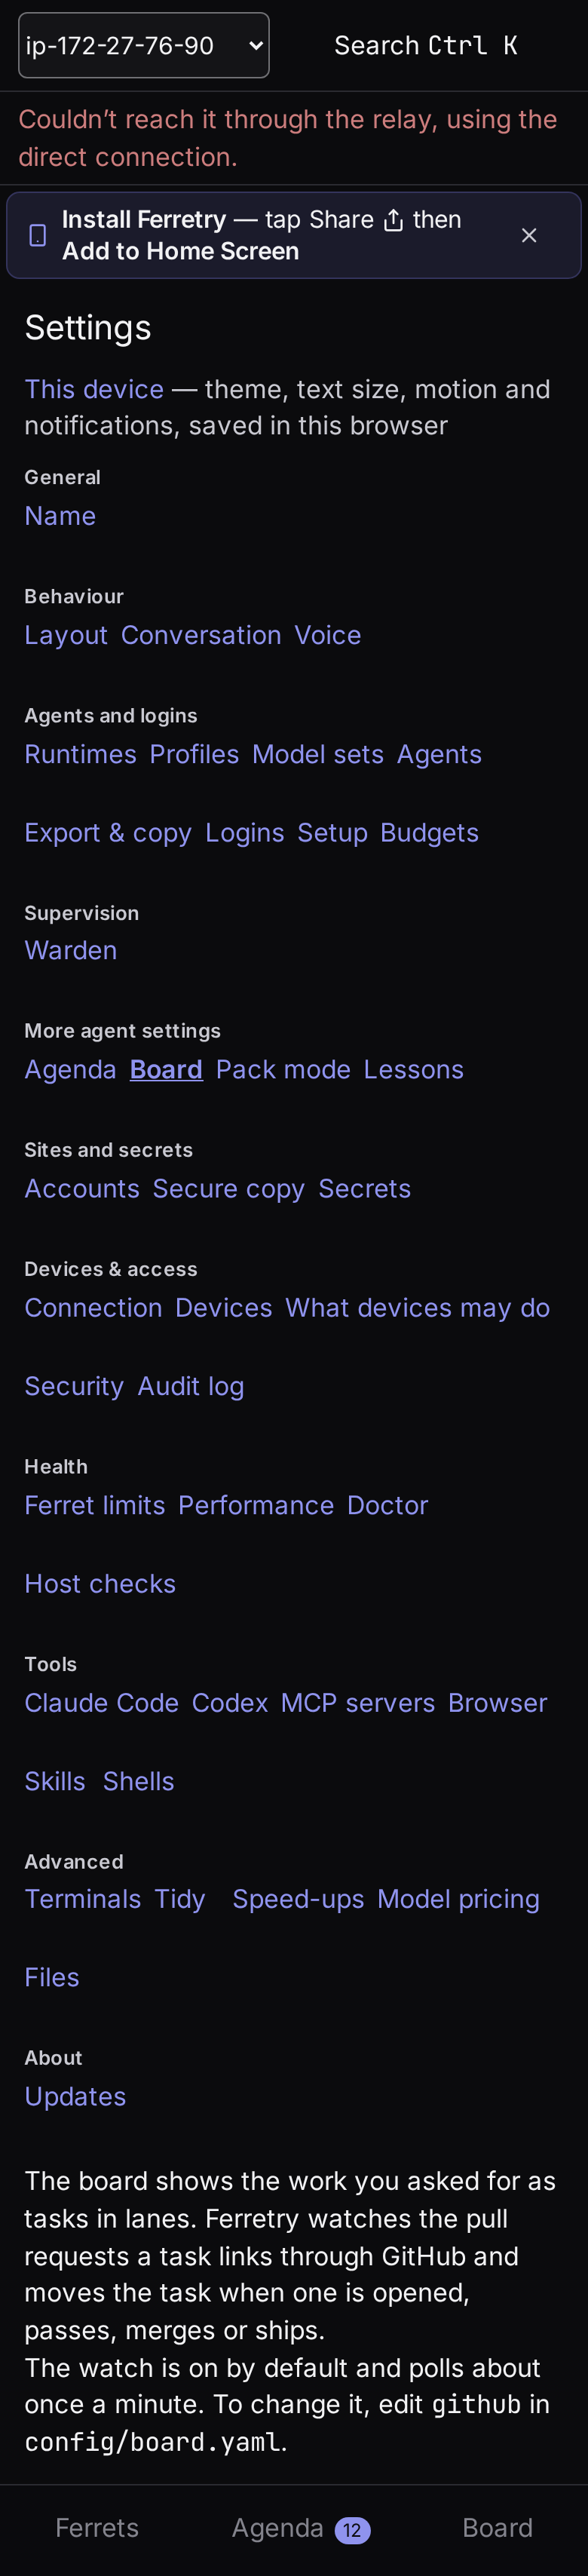 ip-172-27-76-90
Search Ctrl K
Couldn’t reach it through the relay, using the
direct connection.
Install Ferretry — tap Share then
Add to Home Screen
Settings
This device — theme, text size, motion and
notifications, saved in this browser
General
Name
Behaviour
Layout Conversation Voice
Agents and logins
Runtimes Profiles Model sets Agents
Export & copy Logins Setup Budgets
Supervision
Warden
More agent settings
Agenda Board Pack mode Lessons
Sites and secrets
Accounts Secure copy Secrets
Devices & access
Connection Devices What devices may do
Security Audit log
Health
Ferret limits Performance Doctor
Host checks
Tools
Claude Code Codex MCP servers Browser
Skills Shells
Advanced
Terminals Tidy Speed-ups Model pricing
Files
About
Updates
The board shows the work you asked for as
tasks in lanes. Ferretry watches the pull
requests a task links through GitHub and
moves the task when one is opened,
passes, merges or ships.
The watch is on by default and polls about
once a minute. To change it, edit github in
config/board.yaml.
Ferrets Agenda 12 Board